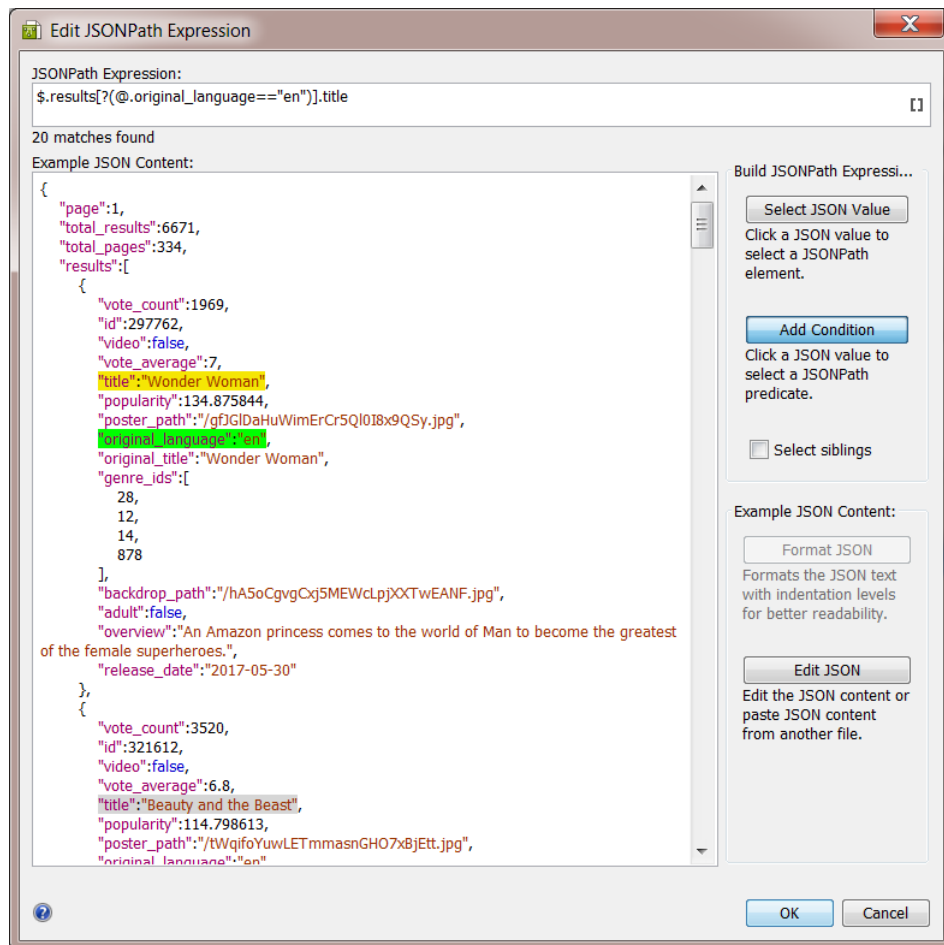 Edit JSONPath Expression
JSONPath Expression:
$.results[?(@.original_language=="en")].title
20 matches found
Example JSON Content:
{
"page":1,
"total_results":6671,
"total_pages":334,
"results":[
{
"vote_count":1969,
"id":297762,
"video":false,
"vote_average":7,
"title":"Wonder Woman",
"popularity":134.875844,
"poster_path":"/gfJGlDaHuWimErCr5Ql0I8x9QSy.jpg",
"original_language":"en",
"original_title":"Wonder Woman",
"genre_ids":[
28,
12,
14,
878
],
"backdrop_path":"/hA5oCgvgCxj5MEWcLpjXXTwEANF.jpg",
"adult":false,
"overview":"An Amazon princess comes to the world of Man to become the greatest
of the female superheroes.",
"release_date":"2017-05-30"
},
{
"vote_count":3520,
"id":321612,
"video":false,
"vote_average":6.8,
"title":"Beauty and the Beast",
"popularity":114.798613,
"poster_path":"/tWqifoYuwLETmmasnGHO7xBjEtt.jpg",
"original_language":"en"
Build JSONPath Expressi...
Select JSON Value
Click a JSON value to
select a JSONPath
element.
Add Condition
Click a JSON value to
select a JSONPath
predicate.
Select siblings
Example JSON Content:
Format JSON
Formats the JSON text
with indentation levels
for better readability.
Edit JSON
Edit the JSON content or
paste JSON content
from another file.
OK
Cancel